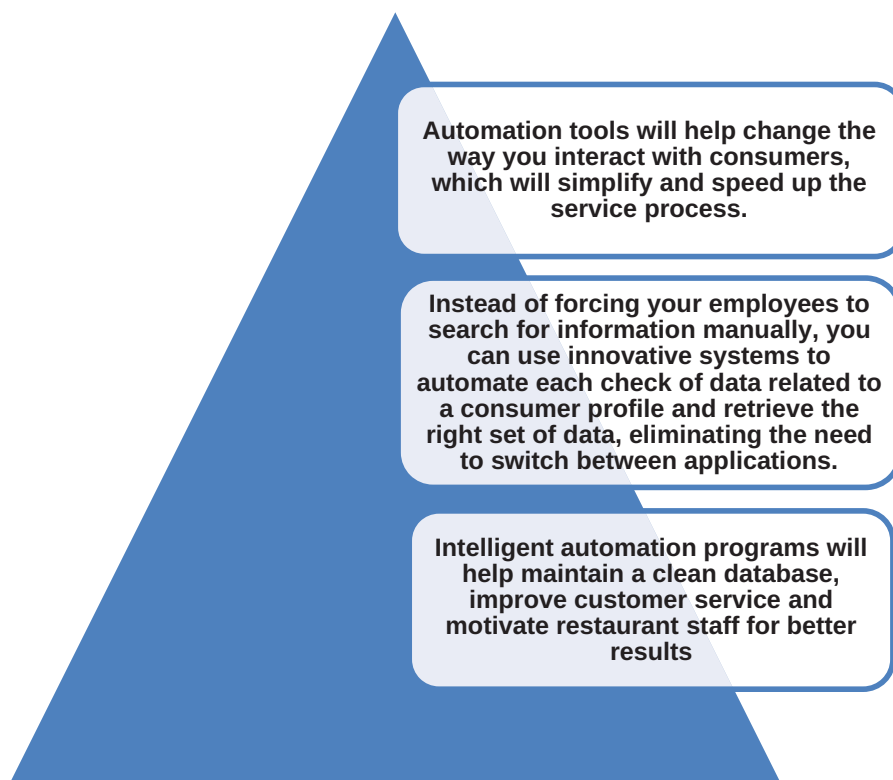 Automation tools will help change the
way you interact with consumers,
which will simplify and speed up the
service process.
Instead of forcing your employees to
search for information manually, you
can use innovative systems to
automate each check of data related to
a consumer profile and retrieve the
right set of data, eliminating the need
to switch between applications.
Intelligent automation programs will
help maintain a clean database,
improve customer service and
motivate restaurant staff for better
results